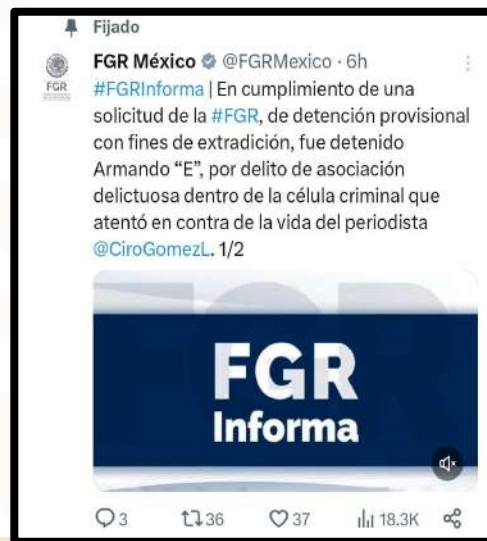 Fijado
FGR México @FGRMexico · 6h
FGR
#FGRInforma | En cumplimiento de una
solicitud de la #FGR, de detención provisional
con fines de extradición, fue detenido
Armando “E”, por delito de asociación
delictuosa dentro de la célula criminal que
atentó en contra de la vida del periodista
@CiroGomezL. 1/2
FGR
Informa
3 36 37 18.3K